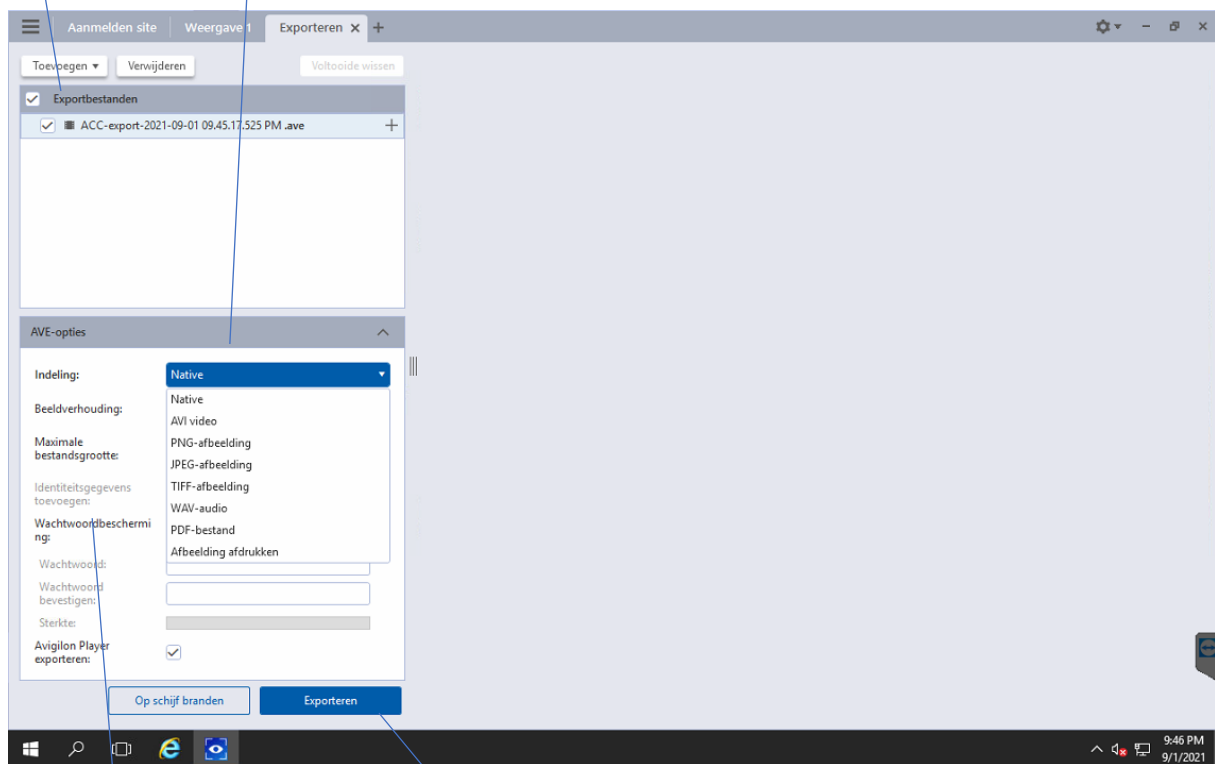 Aanmelden site Weergave 1 Exporteren
Toevoegen Verwijderen Voltooide wissen
Exportbestanden
ACC-export-2021-09-01 09.45.17.525 PM .ave
AVE-opties
Indeling: Native
Native
Beeldverhouding:
AVI video
Maximale
bestandsgrootte:
PNG-afbeelding
JPEG-afbeelding
Identiteitsgegevens
toevoegen:
TIFF-afbeelding
WAV-audio
Wachtwoordbeschermi
ng:
PDF-bestand
Afbeelding afdrukken
Wachtwoord:
Wachtwoord
bevestigen:
Sterkte:
Avigilon Player
exporteren:
Op schijf branden Exporteren
9:46 PM
9/1/2021